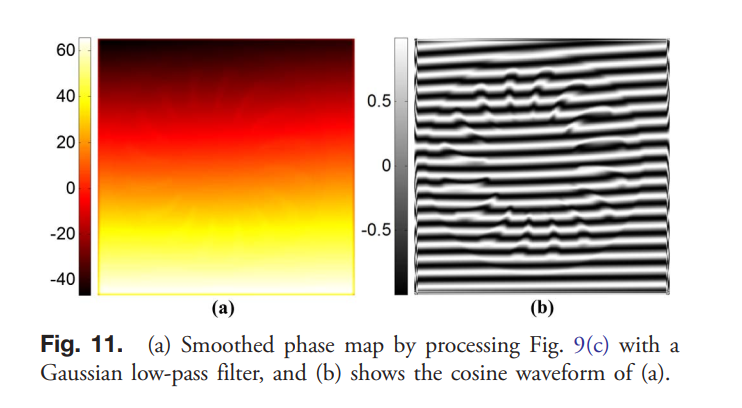 60
40
20
0
-20
-40
0.5
0
-0.5
(a)
(b)
Fig. 11. (a) Smoothed phase map by processing Fig. 9(c) with a
Gaussian low-pass filter, and (b) shows the cosine waveform of (a).